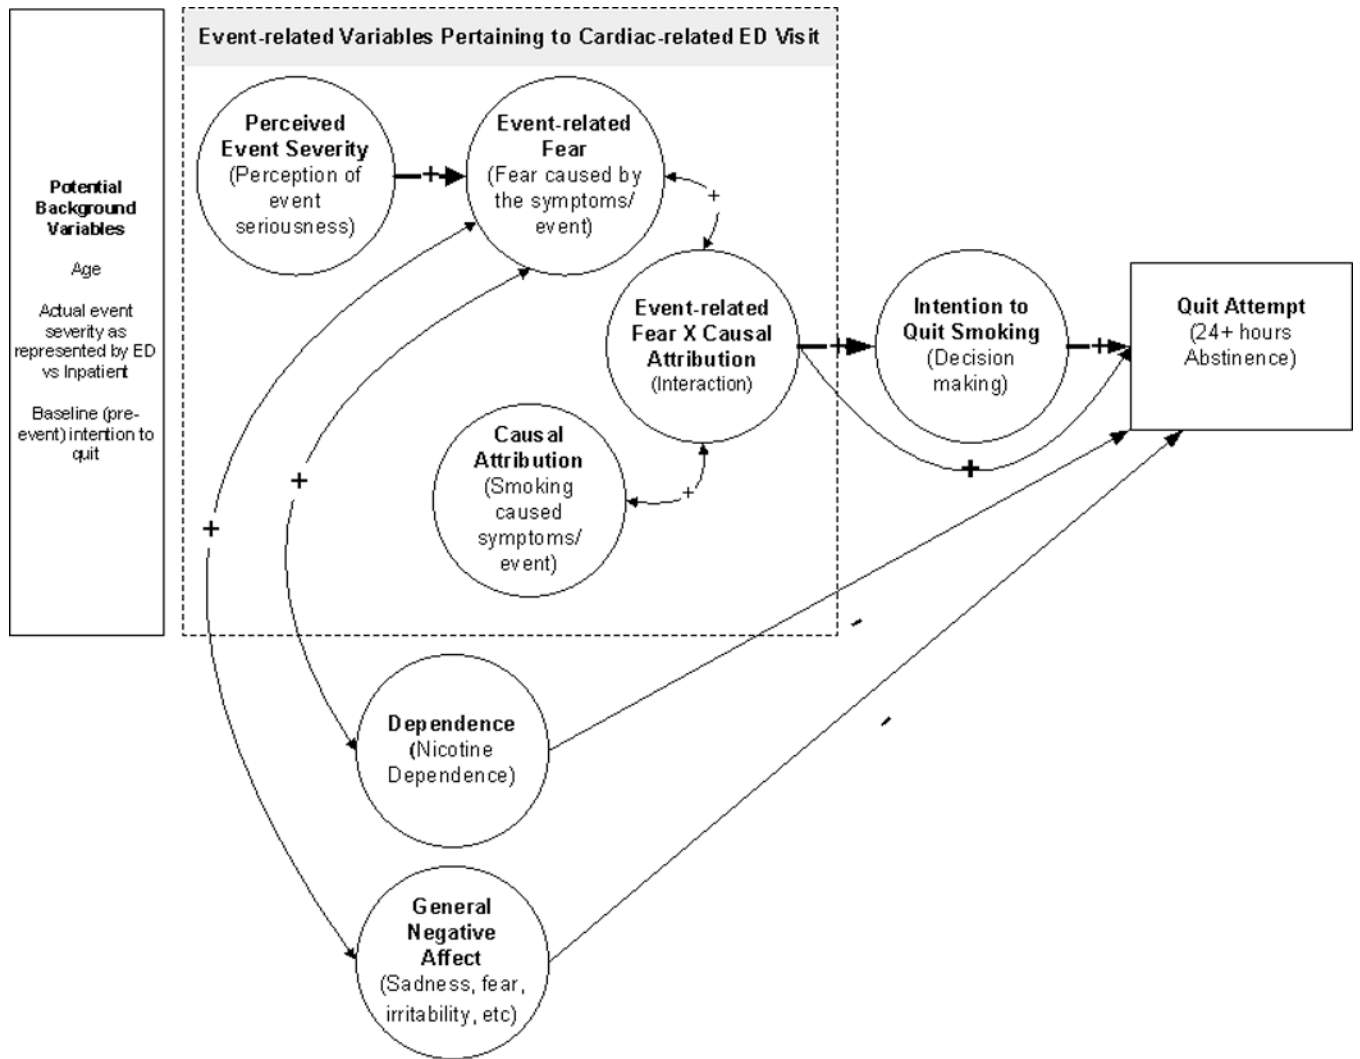 Event-related Variables Pertaining to Cardiac-related ED Visit
Potential
Background
Variables
Age
Actual event
severity as
represented by ED
vs Inpatient
Baseline (pre-
event) intention to
quit
Perceived
Event Severity
(Perception of
event
seriousness)
+
Event-related
Fear
(Fear caused by
the symptoms/
event)
+
Event-related
Fear X Causal
Attribution
(Interaction)
+
Intention to
Quit Smoking
(Decision
making)
+
Quit Attempt
(24+ hours
Abstinence)
+
Causal
Attribution
(Smoking
caused
symptoms/
event)
+
+
+
-
-
Dependence
(Nicotine
Dependence)
General
Negative
Affect
(Sadness, fear,
irritability, etc)